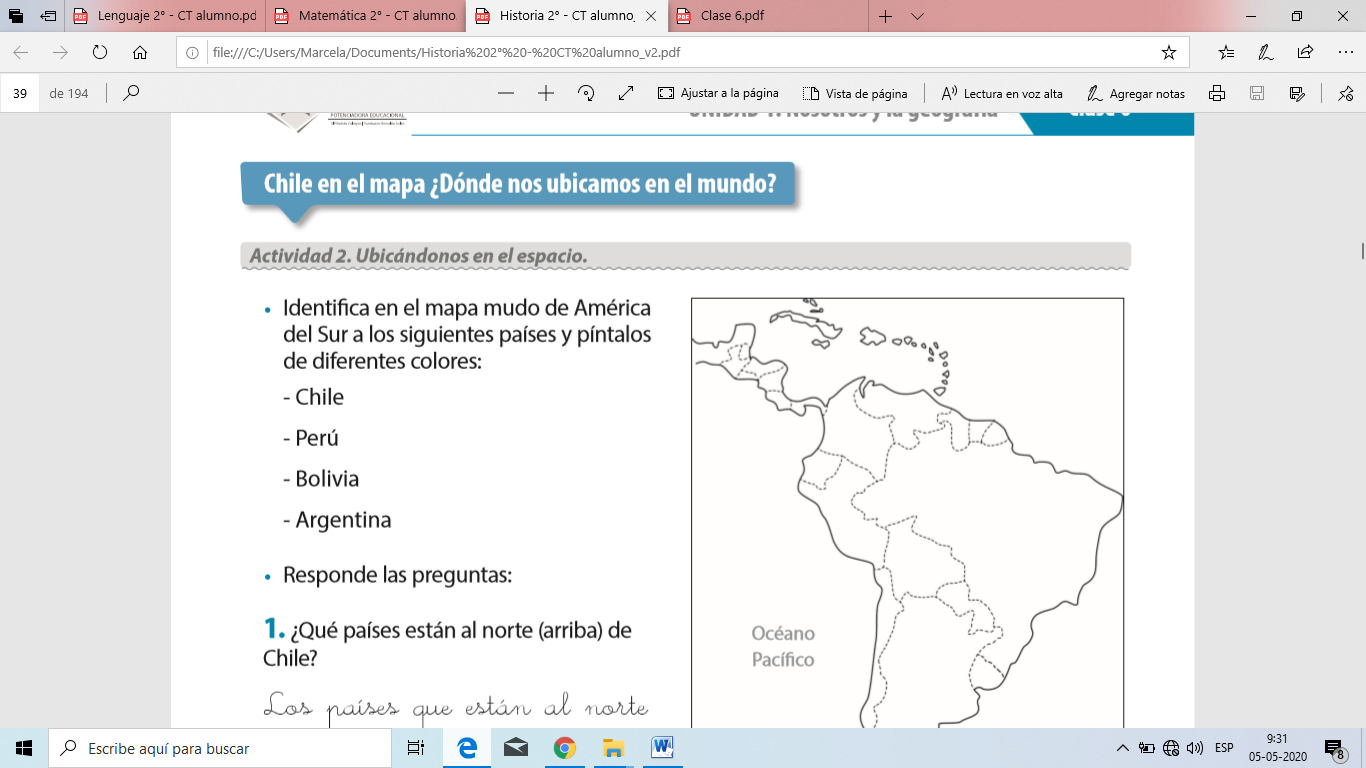 Lenguaje 2° - CT alumno.pd
Matemática 2° - CT alumno.
Historia 2° - CT alumno_
Clase 6.pdf
file:///C:/Users/Marcela/Documents/Historia%202°%20-%20CT%20alumno_v2.pdf
39 de 194
Ajustar a la página
Vista de página
Lectura en voz alta
Agregar notas
POTENCIADORA EDUCACIONAL
Chile en el mapa ¿Dónde nos ubicamos en el mundo?
Actividad 2. Ubicándonos en el espacio.
• Identifica en el mapa mudo de América
del Sur a los siguientes países y píntalos
de diferentes colores:
- Chile
- Perú
- Bolivia
- Argentina
• Responde las preguntas:
1. ¿Qué países están al norte (arriba) de
Chile?
Los países que están al norte
Océano
Pacífico
Escribe aquí para buscar
ESP
9:31
05-05-2020
8